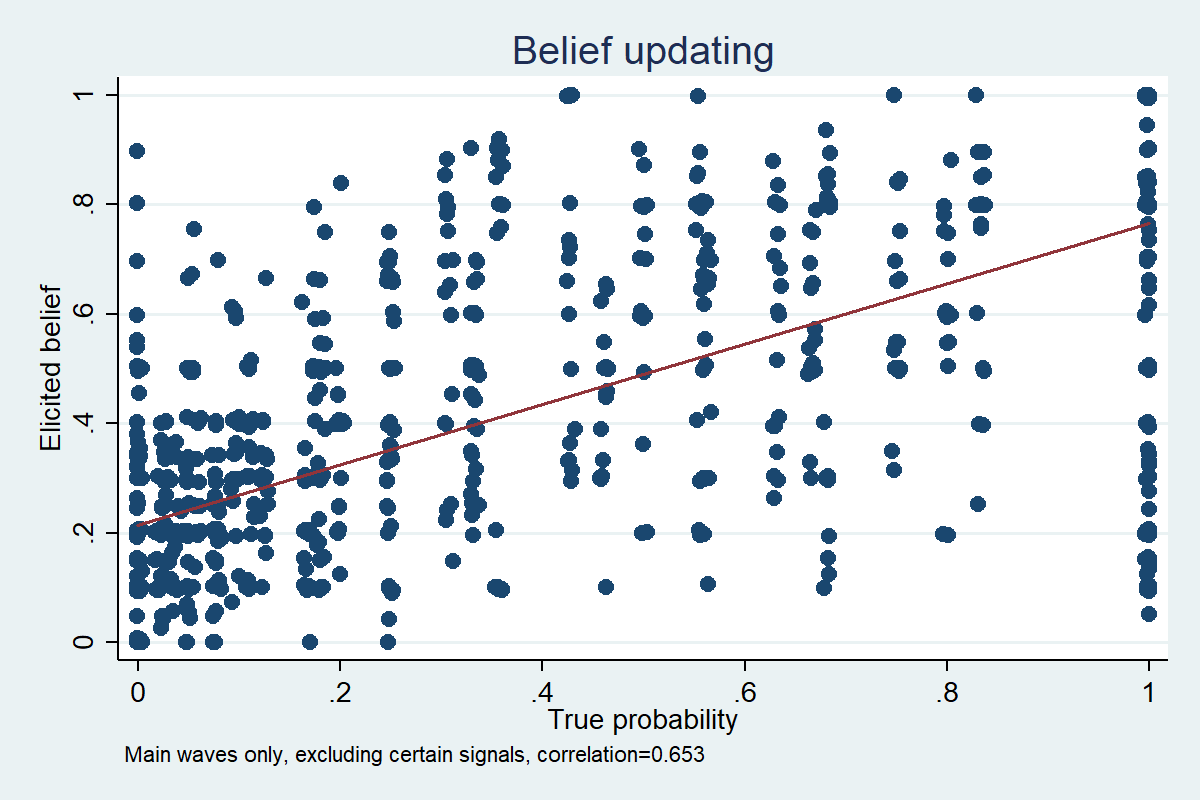 Belief updating
Elicited belief
1
.8
.6
.4
.2
0
0 .2 .4 .6 .8 1
True probability
Main waves only, excluding certain signals, correlation=0.653